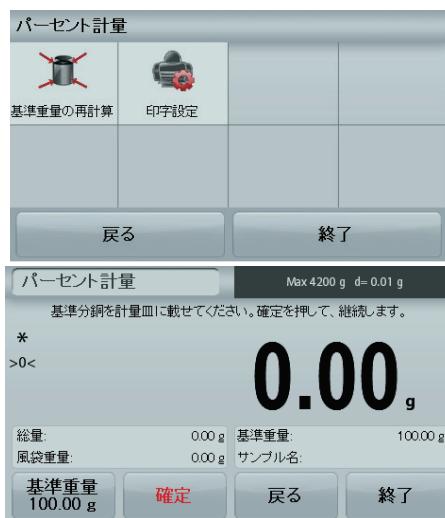 パーセント計量
基準重量の再計算 印字設定
戻る 終了
パーセント計量 Max 4200 g d= 0.01 g
基準分銅を計量皿に載せてください。確定を押して、継続します。
*
>0<
0.00 g
総量: 0.00 g 基準重量: 100.00 g
風袋重量: 0.00 g サンプル名:
基準重量 確定 戻る 終了
100.00 g